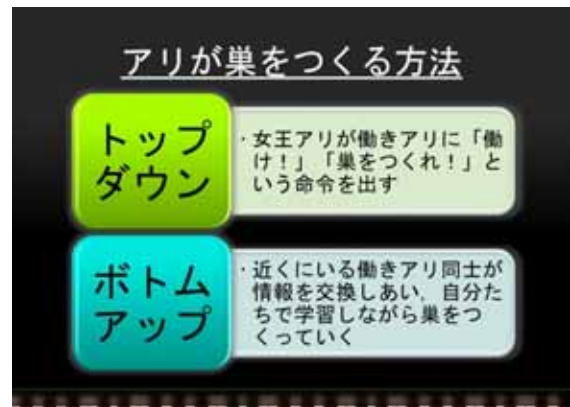 アリが巣をつくる方法
トップ
ダウン
・女王アリが働きアリに「働
け！」「巣をつくれ！」と
いう命令を出す
ボトム
アップ
・近くにいる働きアリ同士が
情報を交換しあい，自分た
ちで学習しながら巣をつ
くっていく